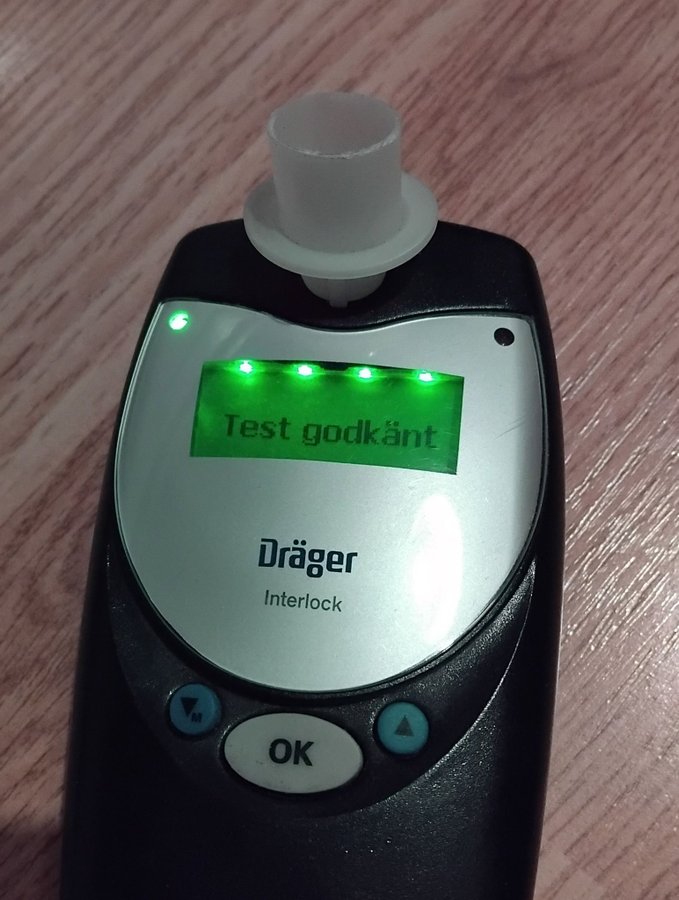 Test godkänt
Dräger
Interlock
M
OK